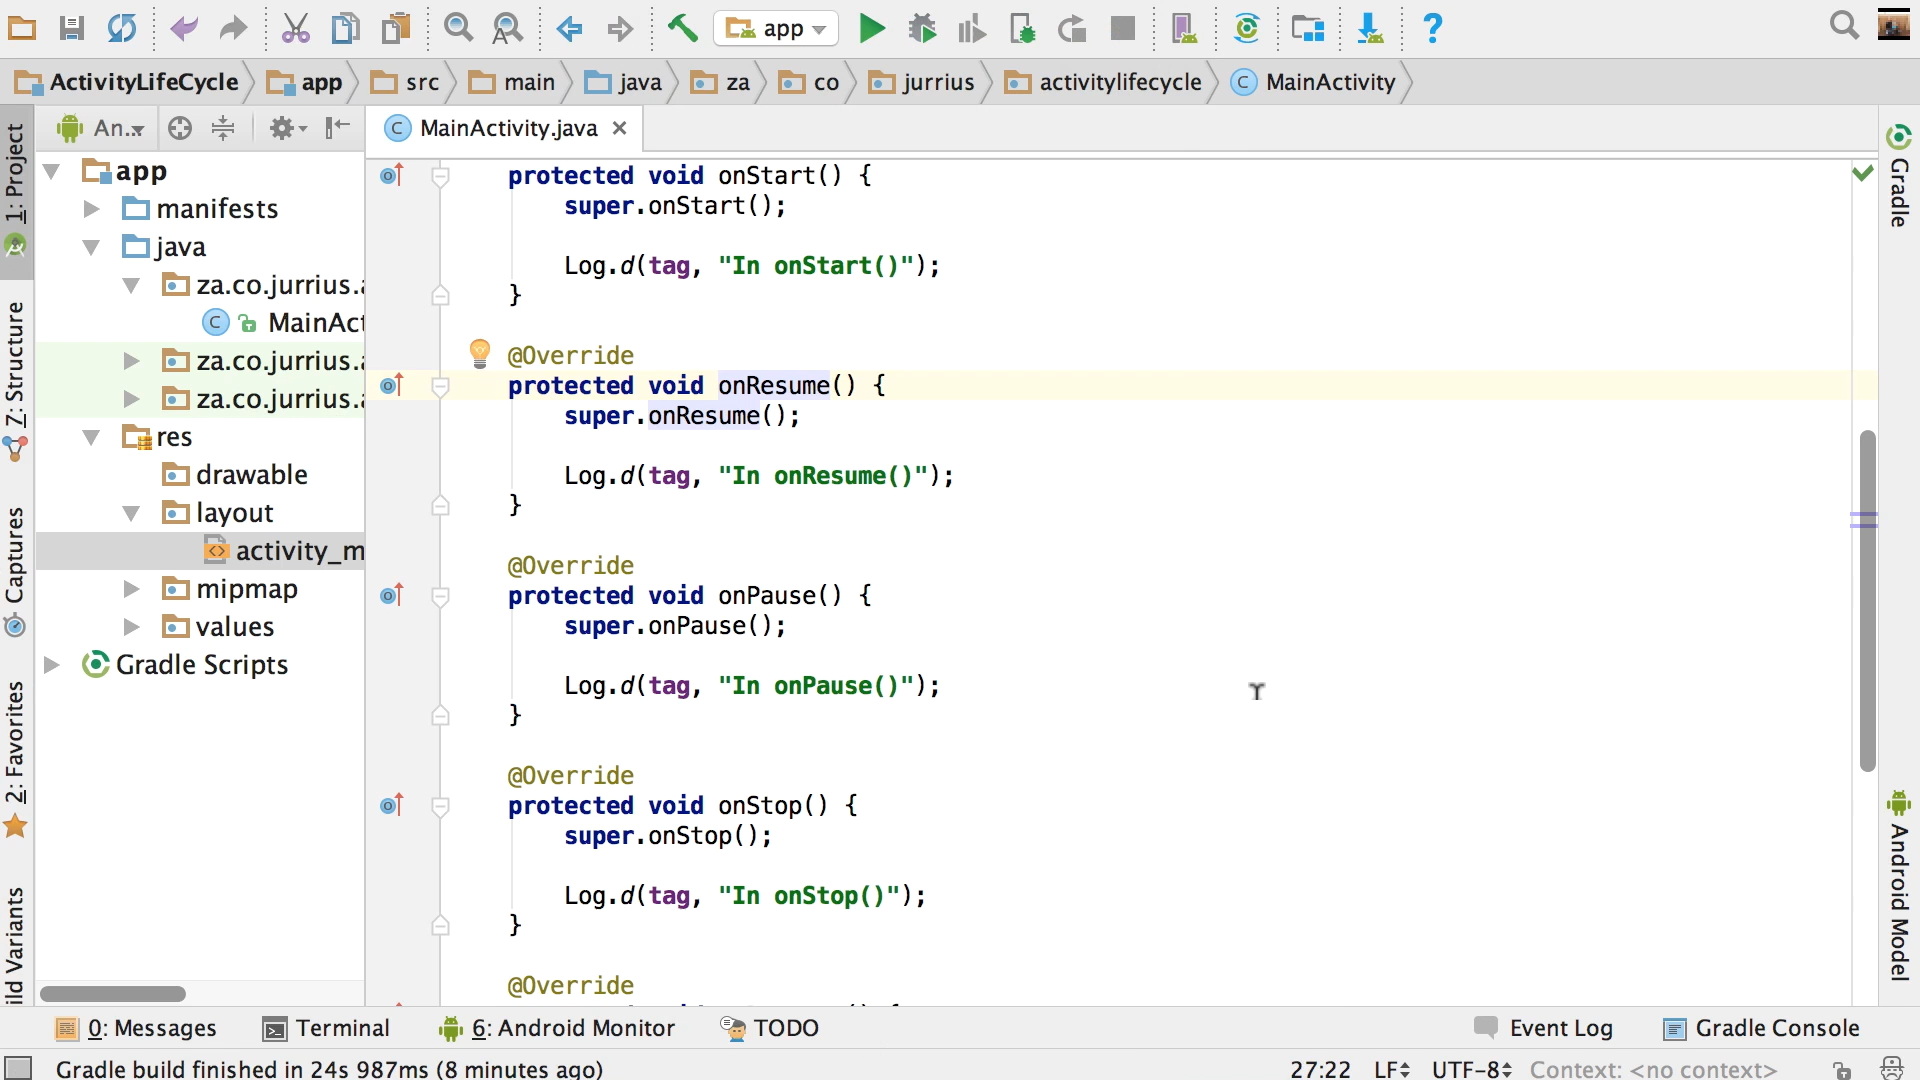 app
ActivityLifeCycle app src main java za co jurrius activitylifecycle MainActivity
An..
MainActivity.java
1: Project
Z: Structure
Captures
2: Favorites
ild Variants
app
manifests
java
za.co.jurrius.
MainAct
za.co.jurrius.
za.co.jurrius.
res
drawable
layout
activity_m
mipmap
values
Gradle Scripts
protected void onStart() {
super.onStart();
Log.d(tag, "In onStart()");
}
@Override
protected void onResume() {
super.onResume();
Log.d(tag, "In onResume()");
}
@Override
protected void onPause() {
super.onPause();
Log.d(tag, "In onPause()");
}
@Override
protected void onStop() {
super.onStop();
Log.d(tag, "In onStop()");
}
@Override
Gradle
Android Model
0: Messages Terminal 6: Android Monitor TODO Event Log Gradle Console
Gradle build finished in 24s 987ms (8 minutes ago) 27:22 LF UTF-8 Context: <no context>